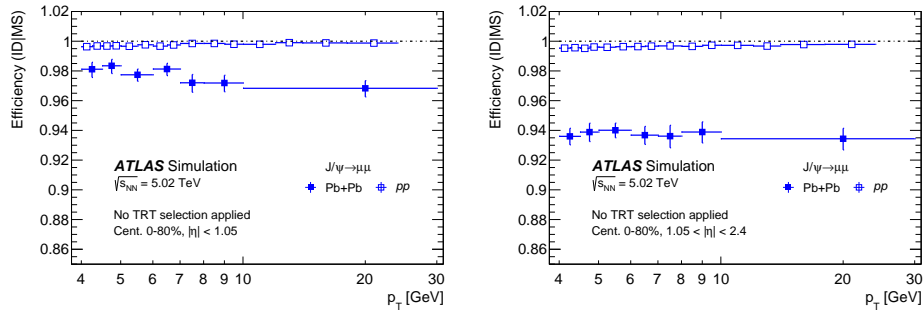 Efficiency (ID|MS)
1.02
1
0.98
0.96
0.94
0.92
0.9
0.88
0.86
ATLAS Simulation
√sNN = 5.02 TeV
J/ψ→μμ
Pb+Pb
pp
No TRT selection applied
Cent. 0-80%, |η| < 1.05
4 5 6 7 8 9 10 20 30
pT [GeV]
Efficiency (ID|MS)
1.02
1
0.98
0.96
0.94
0.92
0.9
0.88
0.86
ATLAS Simulation
√sNN = 5.02 TeV
J/ψ→μμ
Pb+Pb
pp
No TRT selection applied
Cent. 0-80%, 1.05 < |η| < 2.4
4 5 6 7 8 9 10 20 30
pT [GeV]